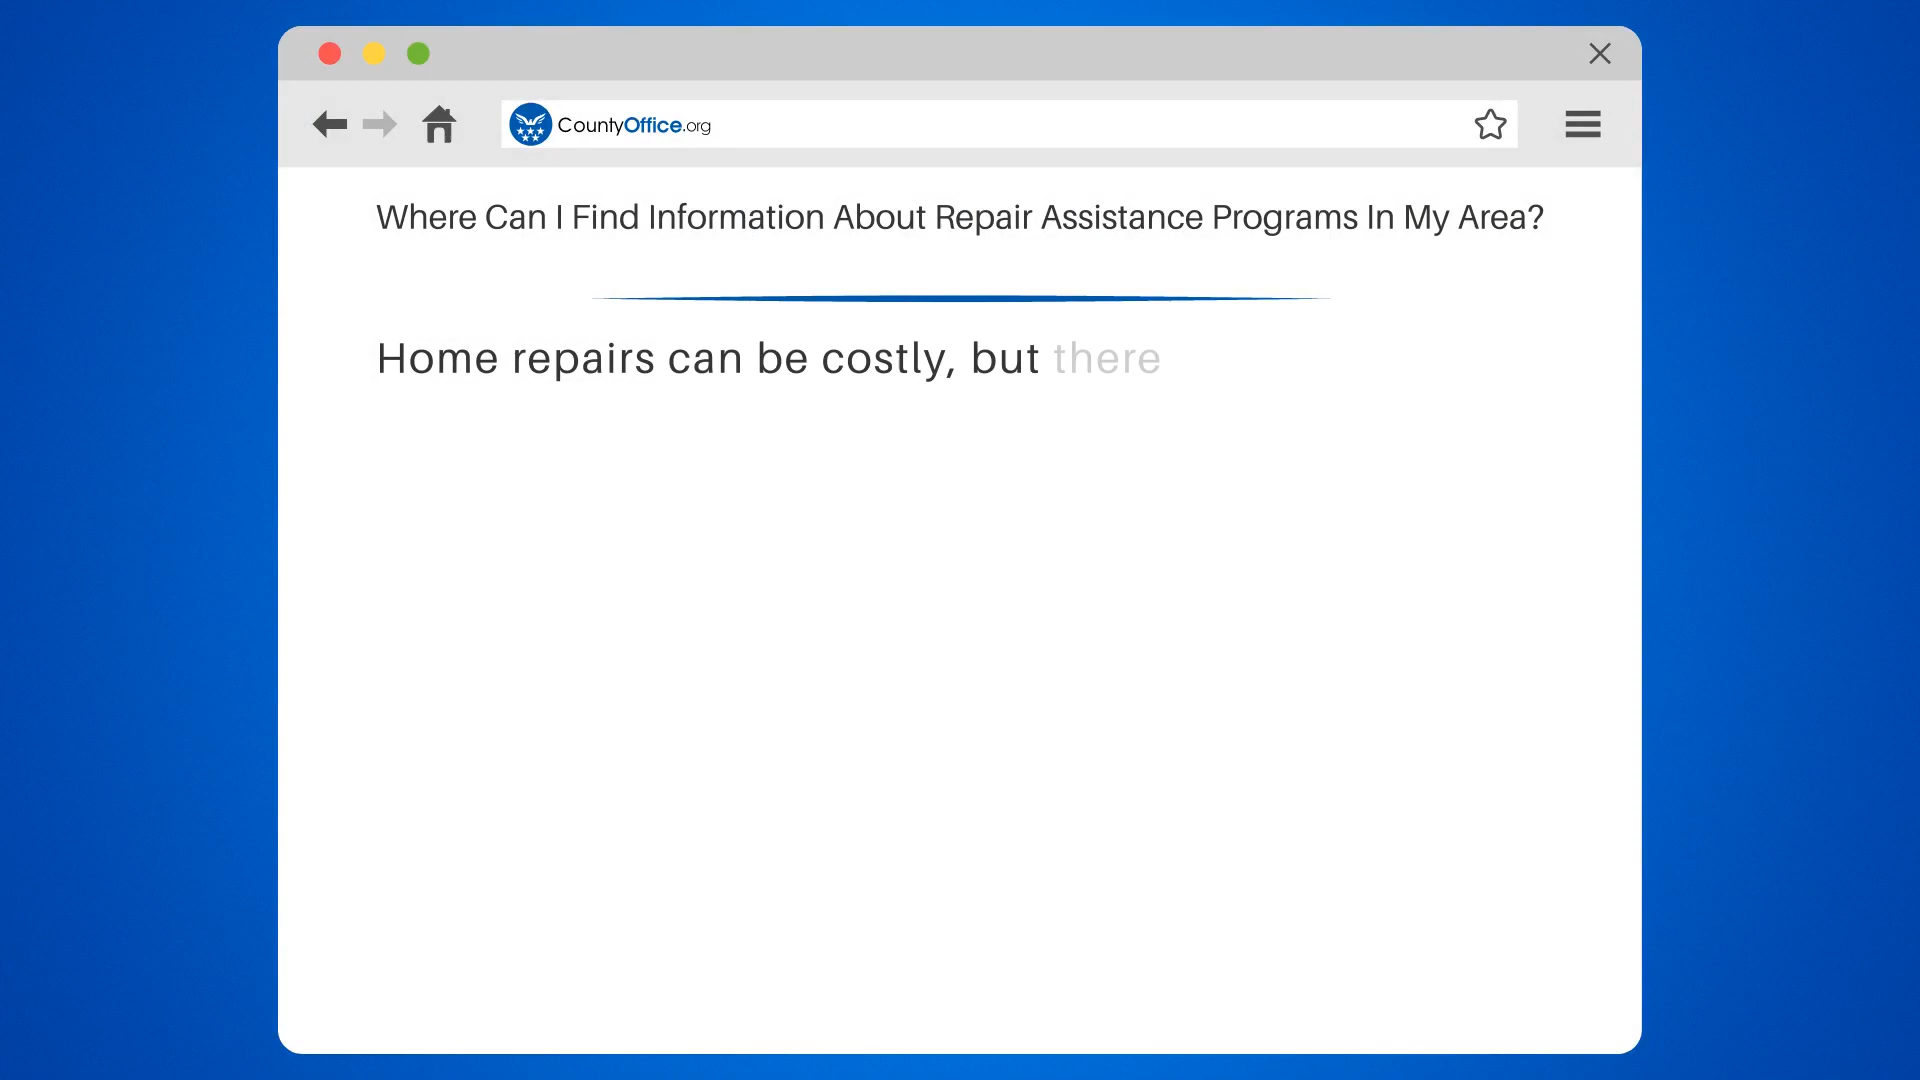 CountyOffice.org
Where Can I Find Information About Repair Assistance Programs In My Area?
Home repairs can be costly, but there